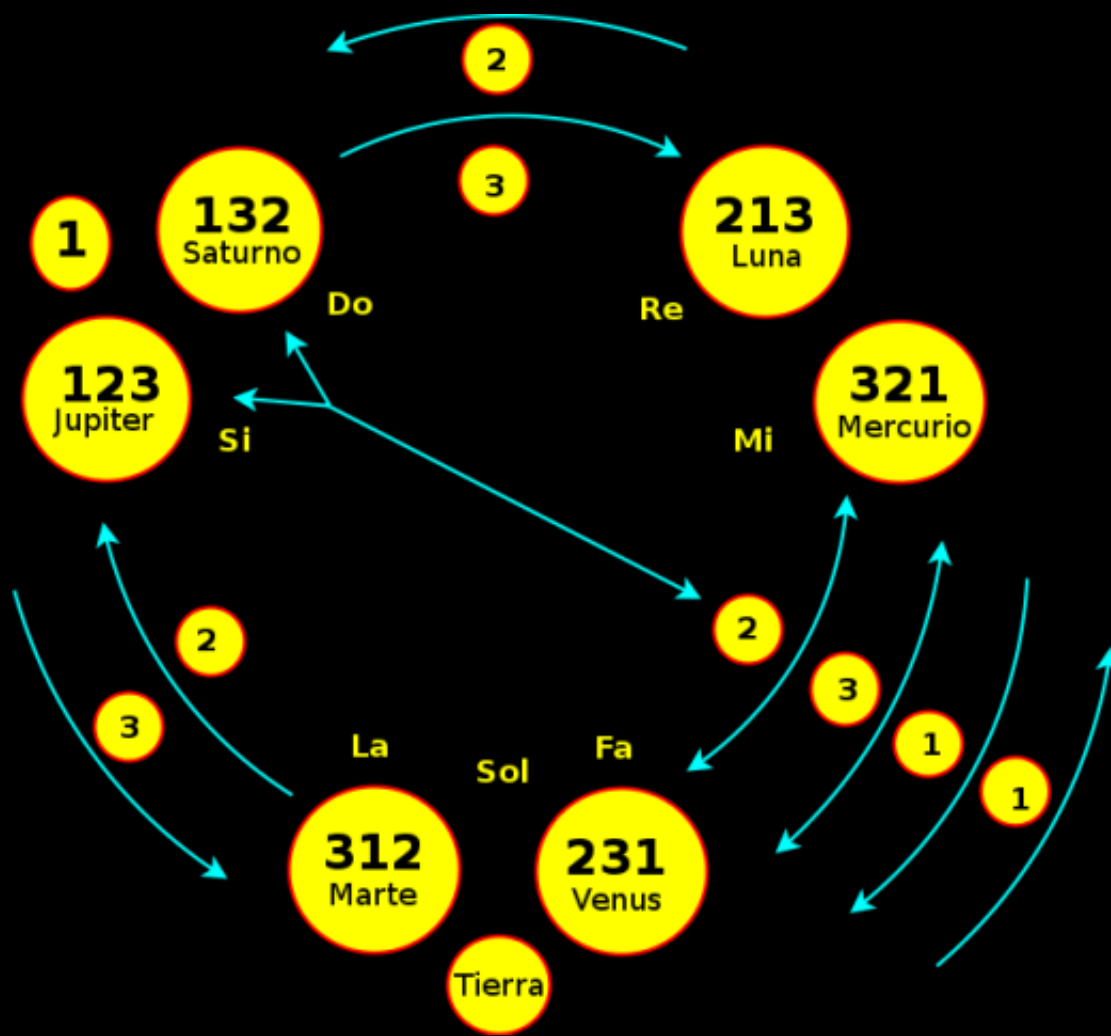 2
3
132
Saturno
213
Luna
1
Do
Re
123
Jupiter
321
Mercurio
Si
Mi
2
2
3
3
1
1
La
Sol
Fa
312
Marte
231
Venus
Tierra